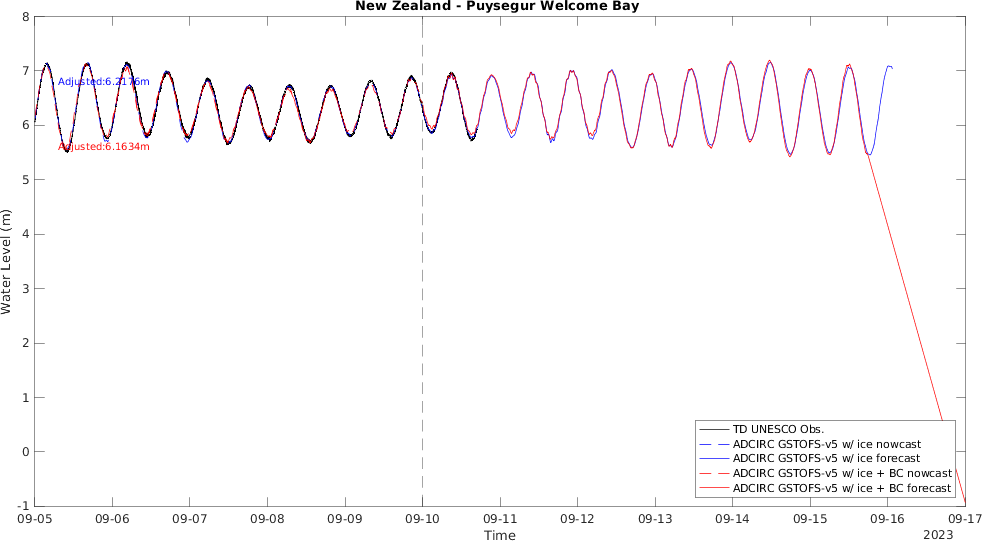 New Zealand - Puysegur Welcome Bay
8
7
6
5
4
3
2
1
0
-1
Water Level (m)
Adjusted:6.2176m
Adjusted:6.1634m
TD UNESCO Obs.
ADCIRC GSTOFS-v5 w/ ice nowcast
ADCIRC GSTOFS-v5 w/ ice forecast
ADCIRC GSTOFS-v5 w/ ice + BC nowcast
ADCIRC GSTOFS-v5 w/ ice + BC forecast
09-05 09-06 09-07 09-08 09-09 09-10 09-11 09-12 09-13 09-14 09-15 09-16 09-17
Time
2023